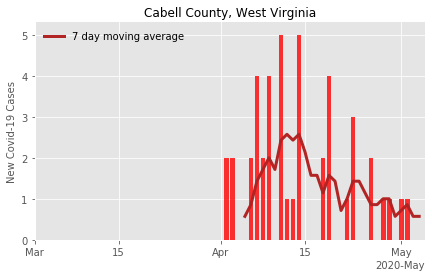 Cabell County, West Virginia
7 day moving average
New Covid-19 Cases
5
4
3
2
1
0
Mar 15 Apr 15 May
2020-May